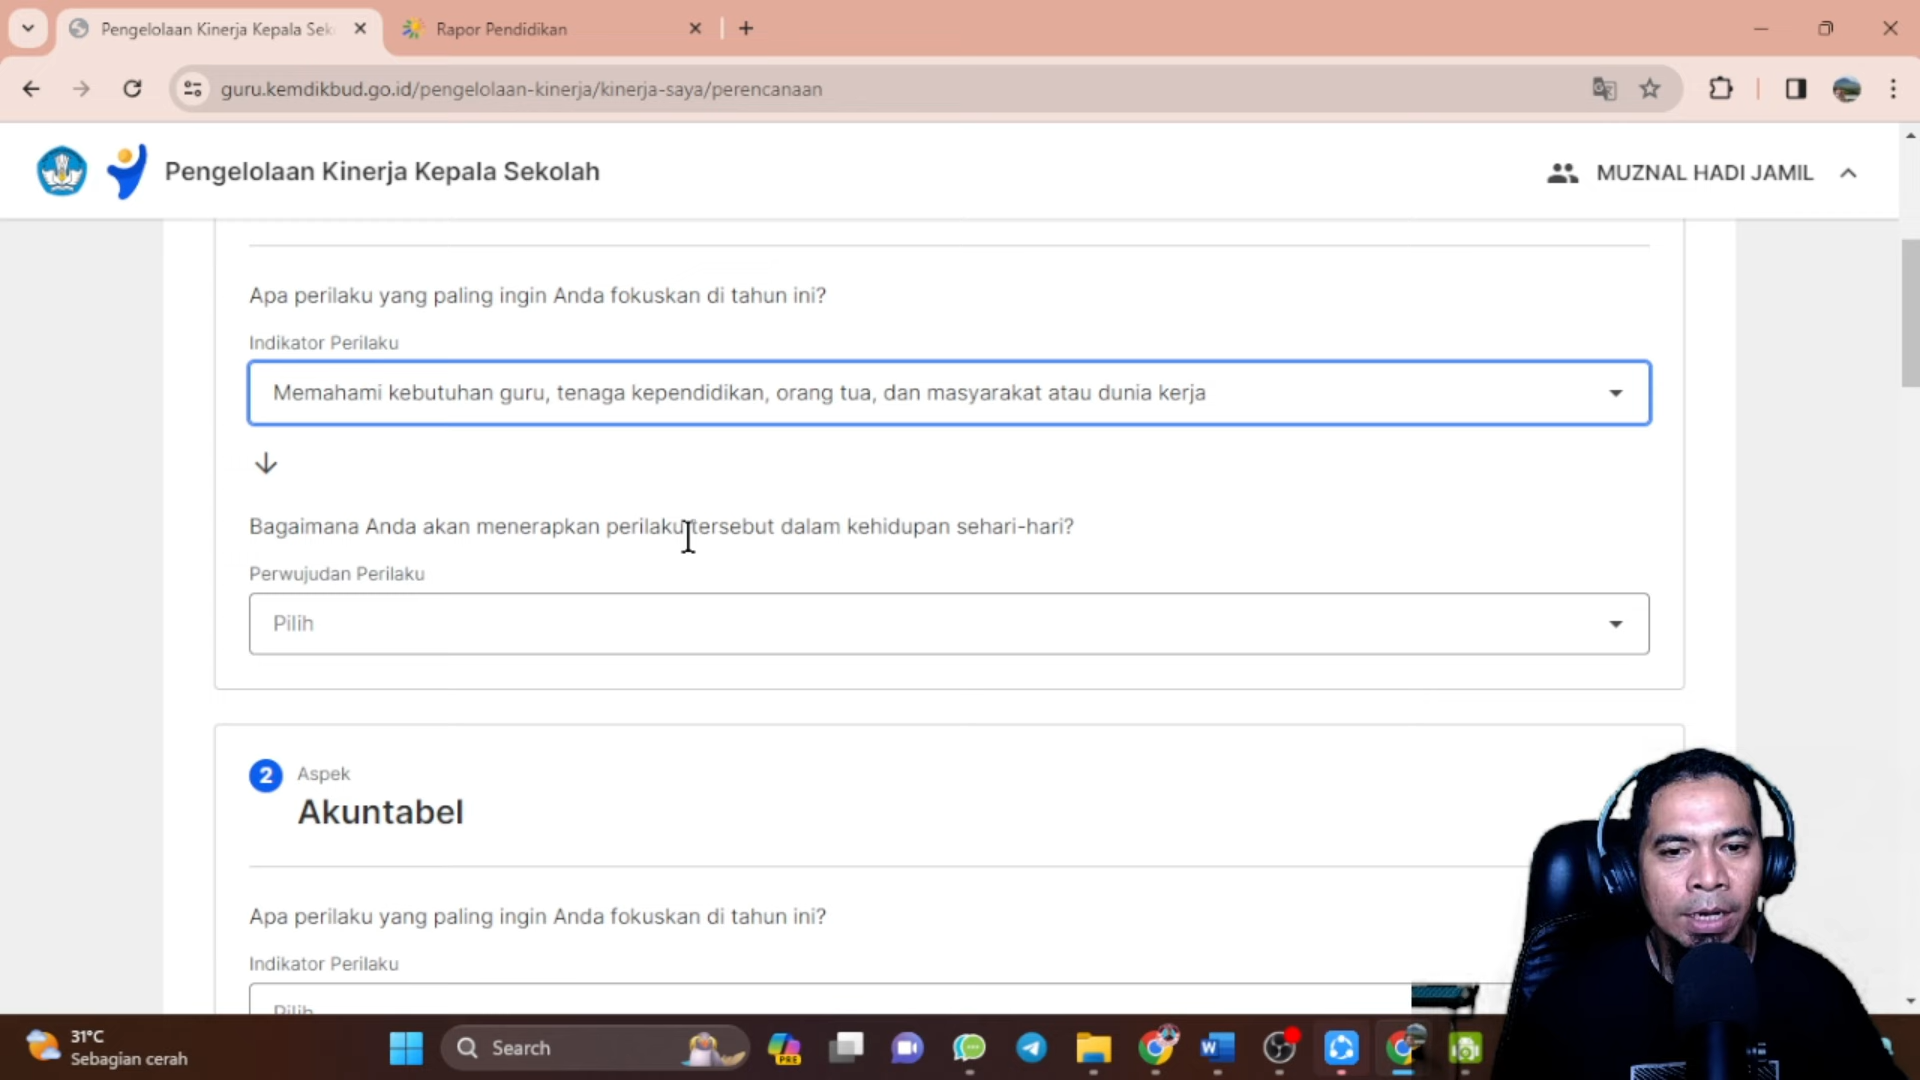 Pengelolaan Kinerja Kepala Sek
Rapor Pendidikan
guru.kemdikbud.go.id/pengelolaan-kinerja/kinerja-saya/perencanaan
Pengelolaan Kinerja Kepala Sekolah
MUZNAL HADI JAMIL
Apa perilaku yang paling ingin Anda fokuskan di tahun ini?
Indikator Perilaku
Memahami kebutuhan guru, tenaga kependidikan, orang tua, dan masyarakat atau dunia kerja
Bagaimana Anda akan menerapkan perilaku tersebut dalam kehidupan sehari-hari?
Perwujudan Perilaku
Pilih
2
Aspek
Akuntabel
Apa perilaku yang paling ingin Anda fokuskan di tahun ini?
Indikator Perilaku
Pilih
31°C
Sebagian cerah
Search
PRE